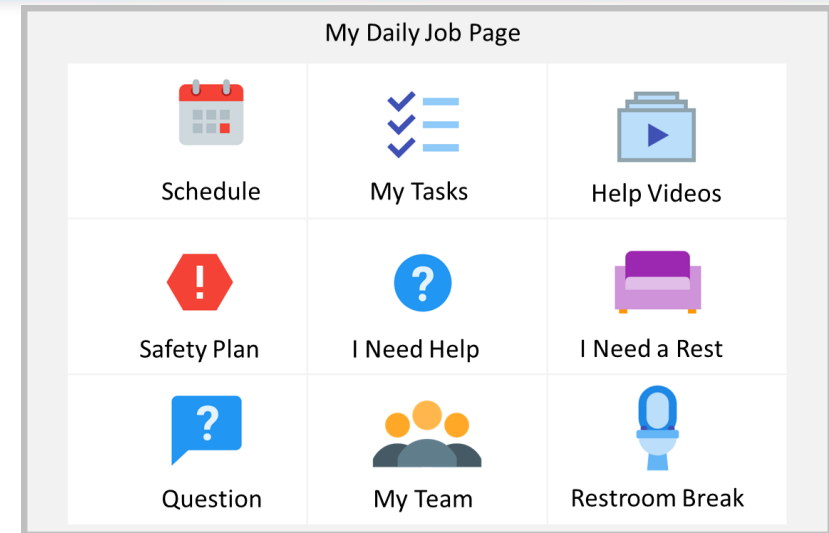 My Daily Job Page
Schedule
My Tasks
Help Videos
!
?
Safety Plan
I Need Help
I Need a Rest
?
Question
My Team
Restroom Break